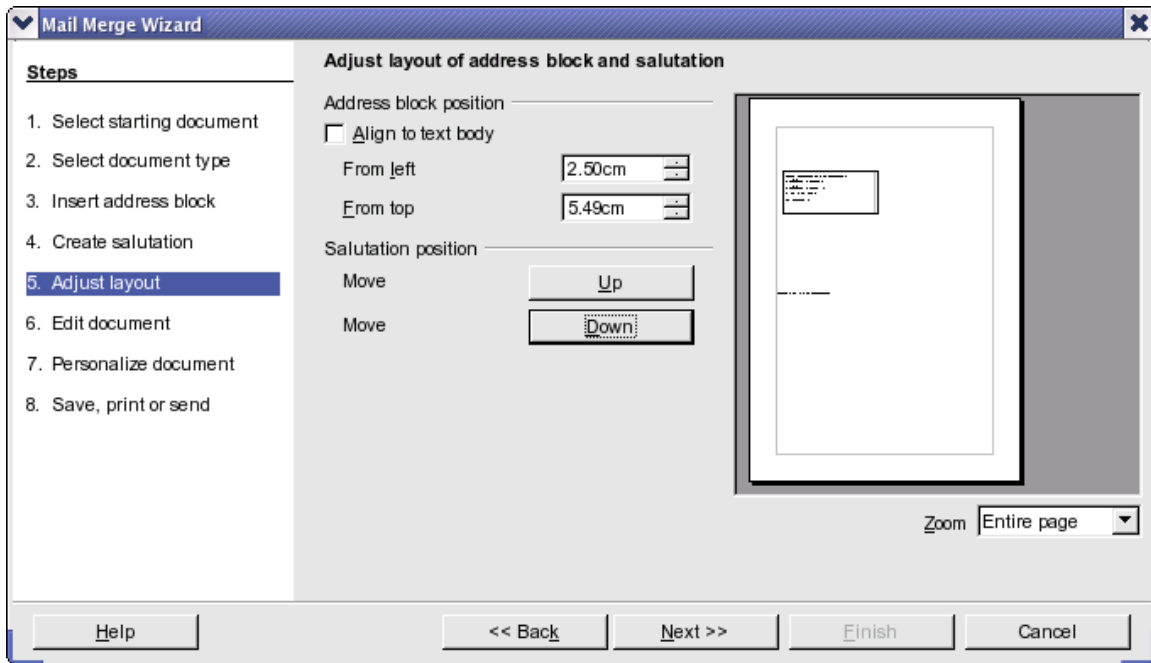 Mail Merge Wizard
Steps
1. Select starting document
2. Select document type
3. Insert address block
4. Create salutation
5. Adjust layout
6. Edit document
7. Personalize document
8. Save, print or send
Adjust layout of address block and salutation
Address block position
Align to text body
From left 2.50cm
From top 5.49cm
Salutation position
Move Up
Move Down
Zoom Entire page
Help << Back Next >> Finish Cancel